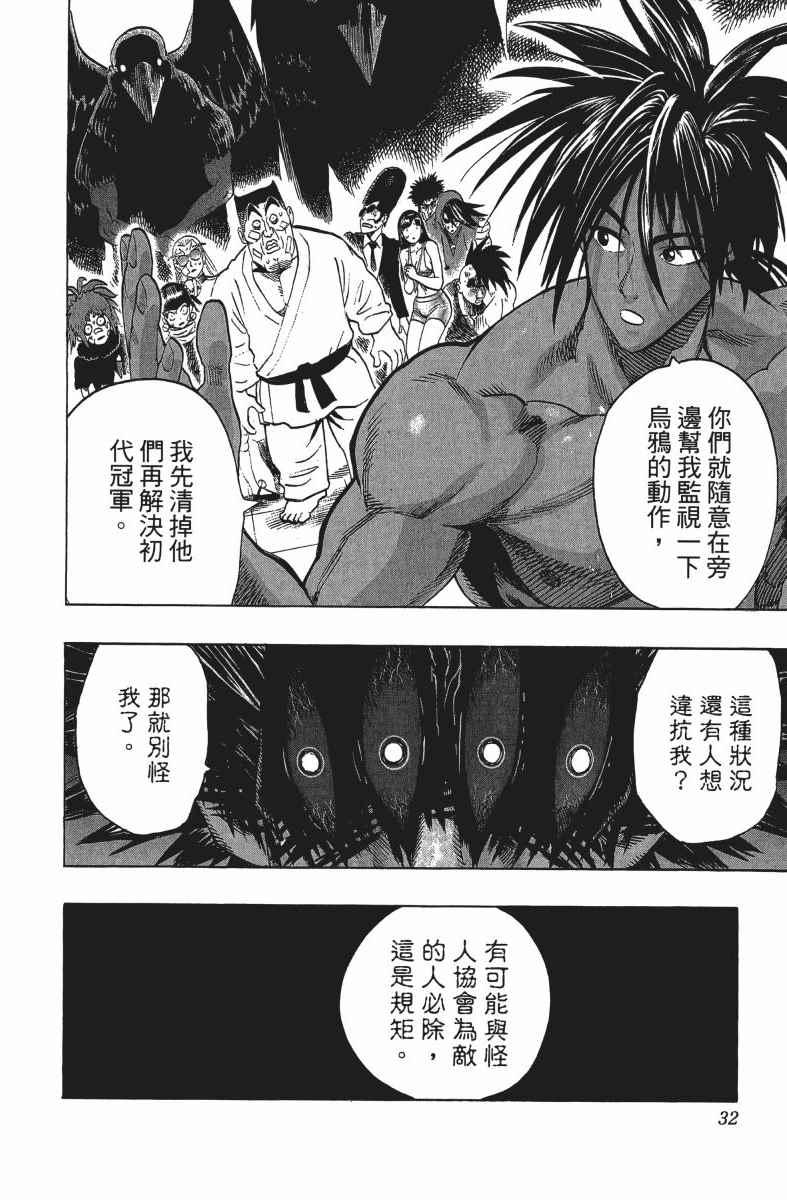 你們就隨意在旁
邊幫我監視一下
烏鴉的動作，
我先清掉他
們再解決初
代冠軍。
這種狀況
還有人想
違抗我？
那就別怪
我了。
有可能與怪
人協會為敵
的人必除，
這是規矩。
32